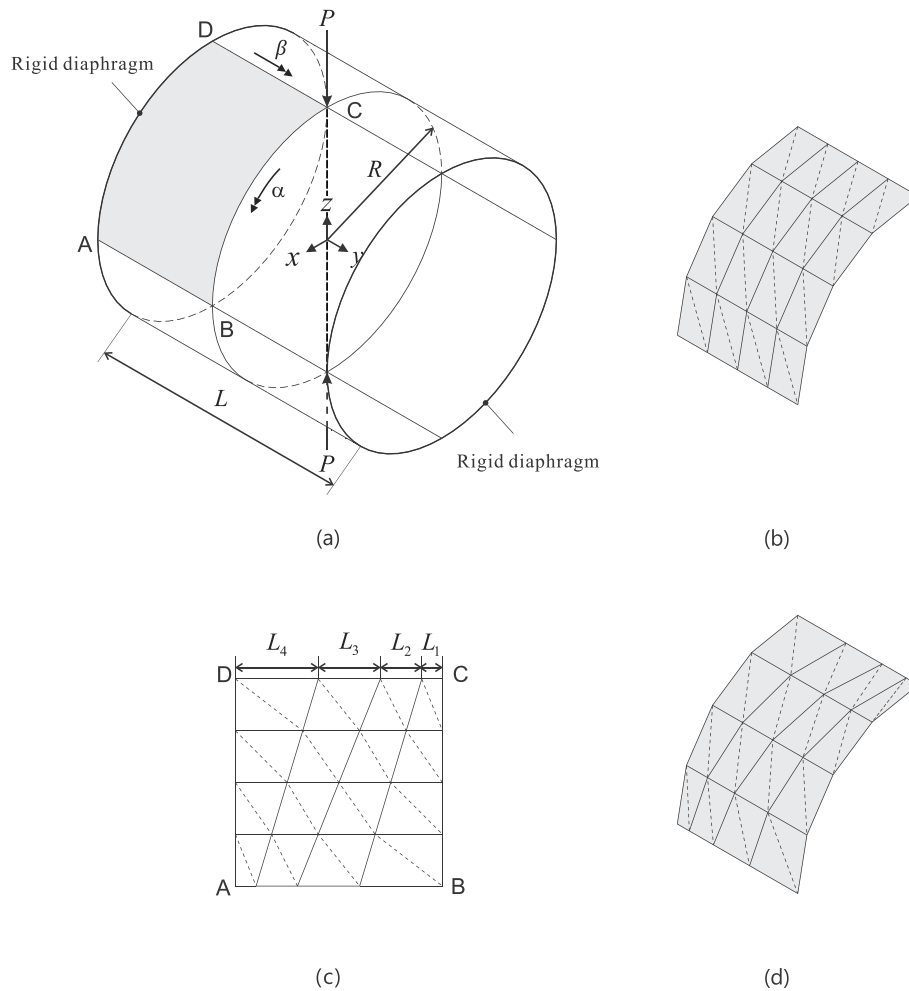 P
D
β
Rigid diaphragm
C
R
α
z
A
x
y
B
L
P
Rigid diaphragm
(a)
(b)
L₄ L₃ L₂ L₁
D C
A B
(c)
(d)